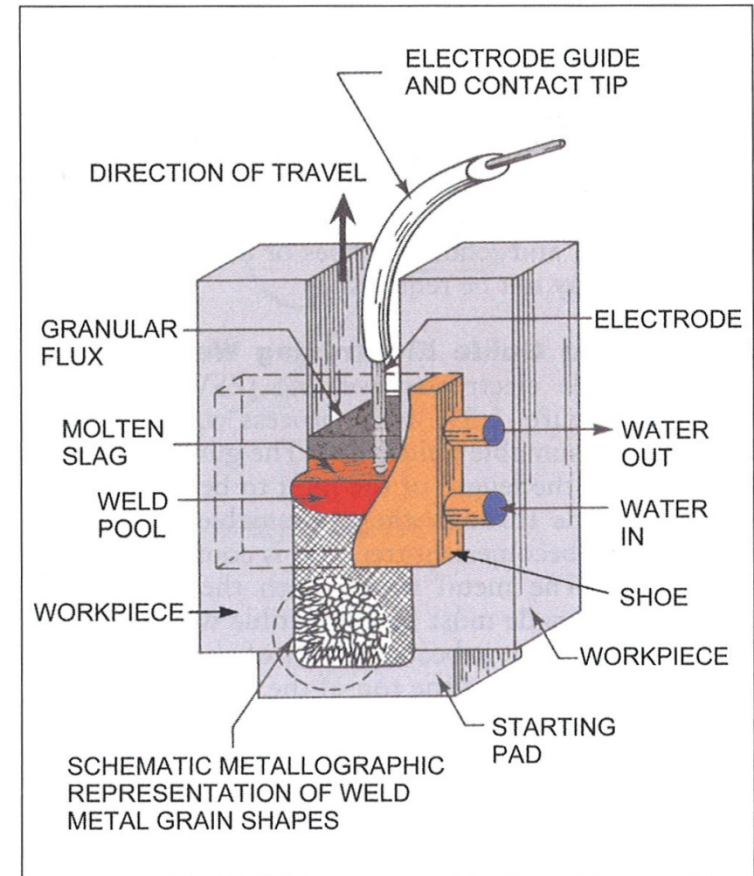 ELECTRODE GUIDE
AND CONTACT TIP
DIRECTION OF TRAVEL
GRANULAR
FLUX
ELECTRODE
MOLTEN
SLAG
WATER
OUT
WELD
POOL
WATER
IN
SHOE
WORKPIECE
WORKPIECE
STARTING
PAD
SCHEMATIC METALLOGRAPHIC
REPRESENTATION OF WELD
METAL GRAIN SHAPES